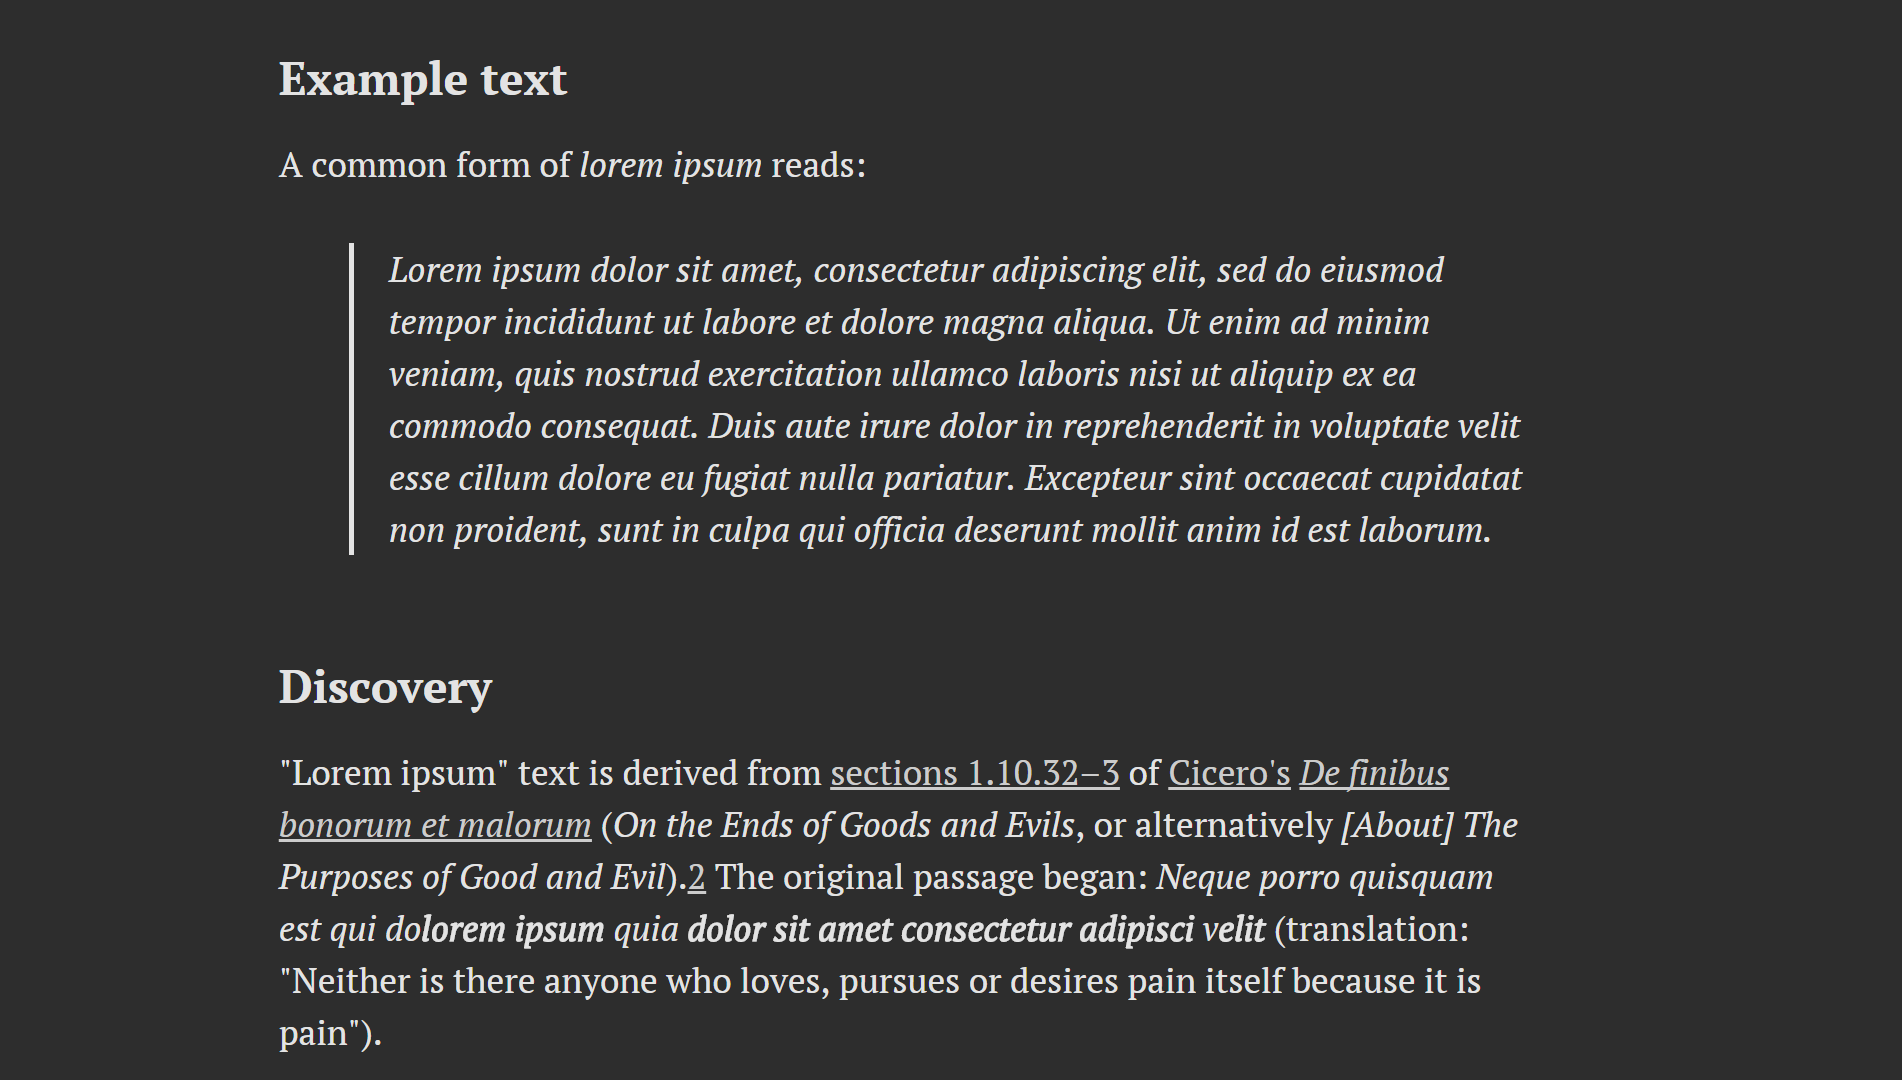 Example text
A common form of lorem ipsum reads:
Lorem ipsum dolor sit amet, consectetur adipiscing elit, sed do eiusmod
tempor incididunt ut labore et dolore magna aliqua. Ut enim ad minim
veniam, quis nostrud exercitation ullamco laboris nisi ut aliquip ex ea
commodo consequat. Duis aute irure dolor in reprehenderit in voluptate velit
esse cillum dolore eu fugiat nulla pariatur. Excepteur sint occaecat cupidatat
non proident, sunt in culpa qui officia deserunt mollit anim id est laborum.
Discovery
"Lorem ipsum" text is derived from sections 1.10.32–3 of Cicero's De finibus
bonorum et malorum (On the Ends of Goods and Evils, or alternatively [About] The
Purposes of Good and Evil).2 The original passage began: Neque porro quisquam
est qui dolorem ipsum quia dolor sit amet consectetur adipisci velit (translation:
"Neither is there anyone who loves, pursues or desires pain itself because it is
pain").